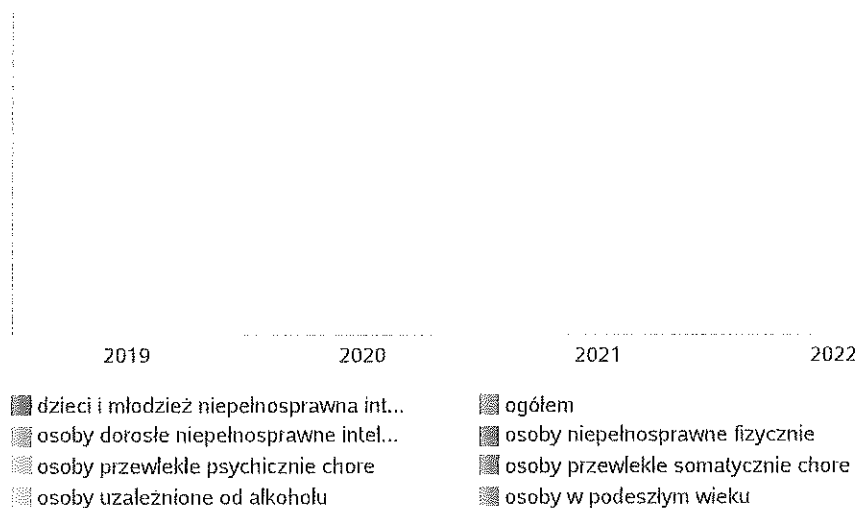 2019 2020 2021 2022
dzieci i młodzież niepełnosprawna int... ogółem
osoby dorosłe niepełnosprawne intel... osoby niepełnosprawne fizycznie
osoby przewlekle psychicznie chore osoby przewlekle somatycznie chore
osoby uzależnione od alkoholu osoby w podeszłym wieku